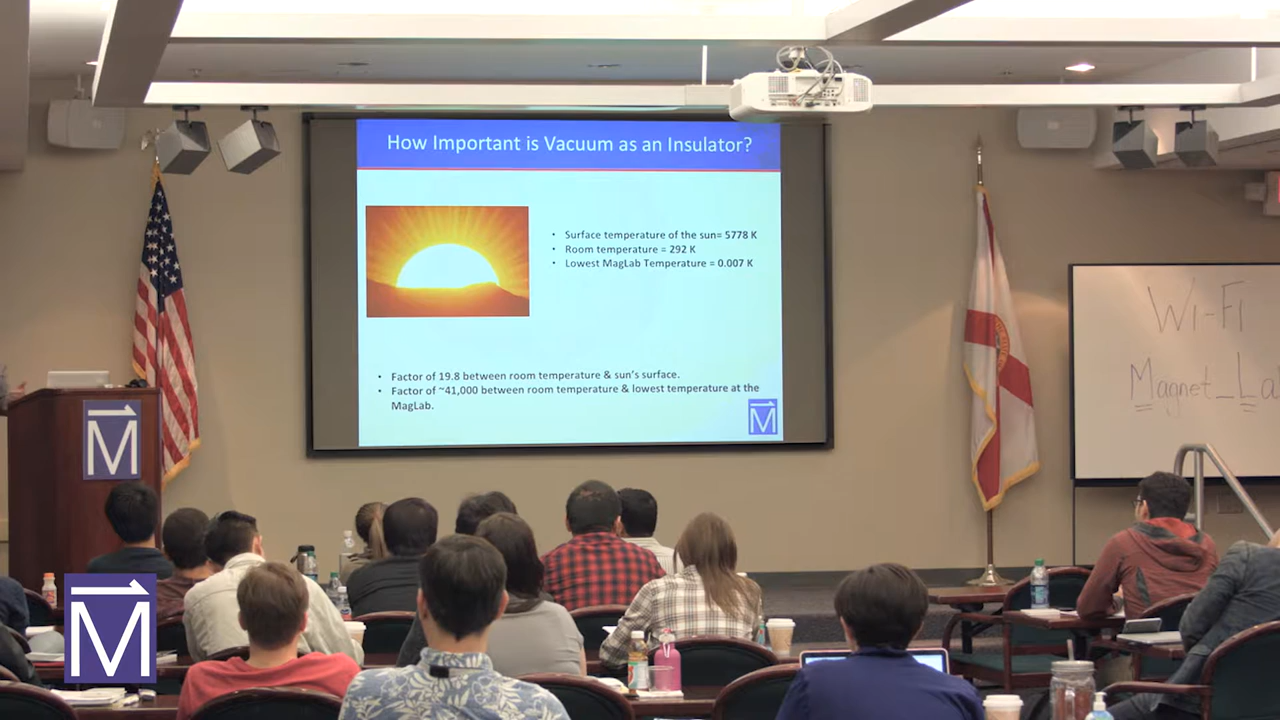 How Important is Vacuum as an Insulator?
• Surface temperature of the sun= 5778 K
• Room temperature = 292 K
• Lowest MagLab Temperature = 0.007 K
• Factor of 19.8 between room temperature & sun's surface.
• Factor of ~41,000 between room temperature & lowest temperature at the
MagLab.
M
Wi-Fi
Magnet_La
M
M